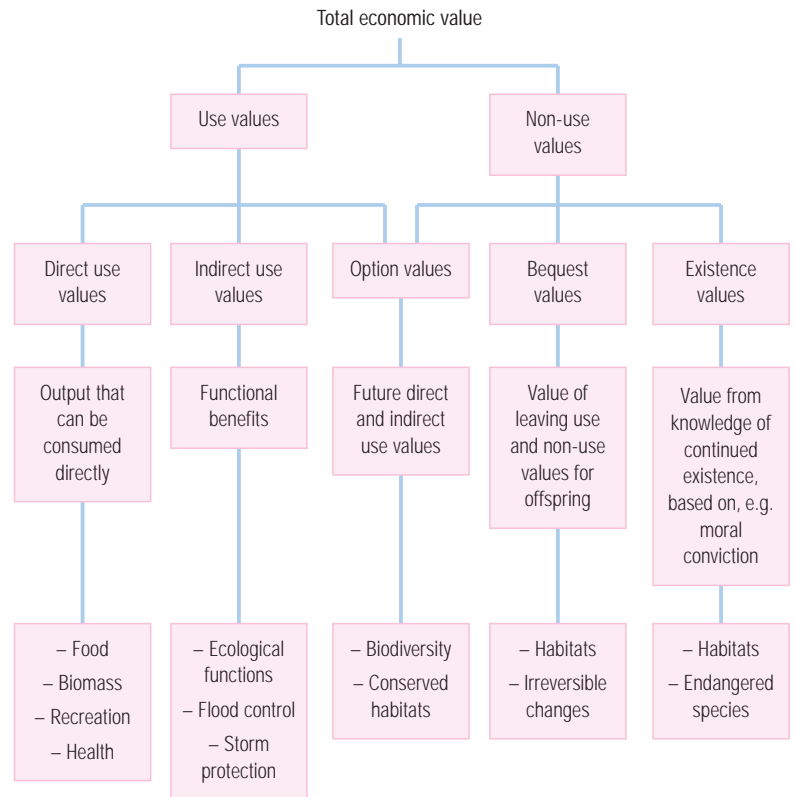 Total economic value
Use values
Non-use
values
Direct use
values
Indirect use
values
Option values
Bequest
values
Existence
values
Output that
can be
consumed
directly
Functional
benefits
Future direct
and indirect
use values
Value of
leaving use
and non-use
values for
offspring
Value from
knowledge of
continued
existence,
based on, e.g.
moral
conviction
– Food
– Biomass
– Recreation
– Health
– Ecological
functions
– Flood control
– Storm
protection
– Biodiversity
– Conserved
habitats
– Habitats
– Irreversible
changes
– Habitats
– Endangered
species